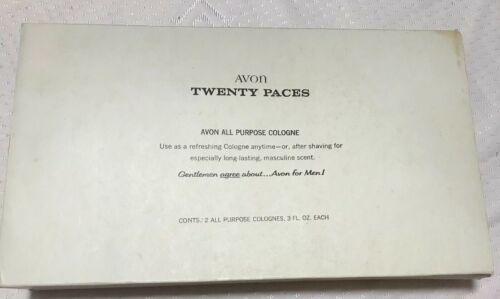 AVON
TWENTY PACES
AVON ALL PURPOSE COLOGNE
Use as a refreshing Cologne anytime—or, after shaving for
especially long-lasting, masculine scent.
Gentlemen agree about...Avon for Men!
CONTS.: 2 ALL PURPOSE COLOGNES, 3 FL. OZ. EACH